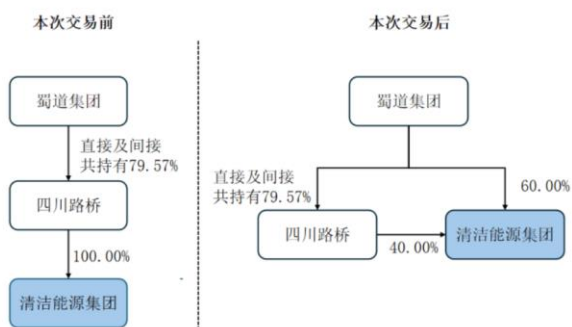 本次交易前
蜀道集团
直接及间接
共持有79.57%
四川路桥
100.00%
清洁能源集团
本次交易后
蜀道集团
直接及间接
共持有79.57%
60.00%
四川路桥
40.00%
清洁能源集团